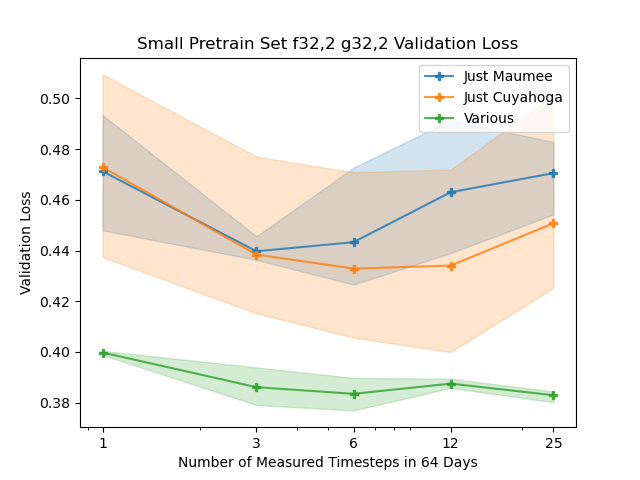 Small Pretrain Set f32,2 g32,2 Validation Loss
Just Maumee
Just Cuyahoga
Various
0.50
0.48
0.46
0.44
0.42
0.40
0.38
Validation Loss
1 3 6 12 25
Number of Measured Timesteps in 64 Days